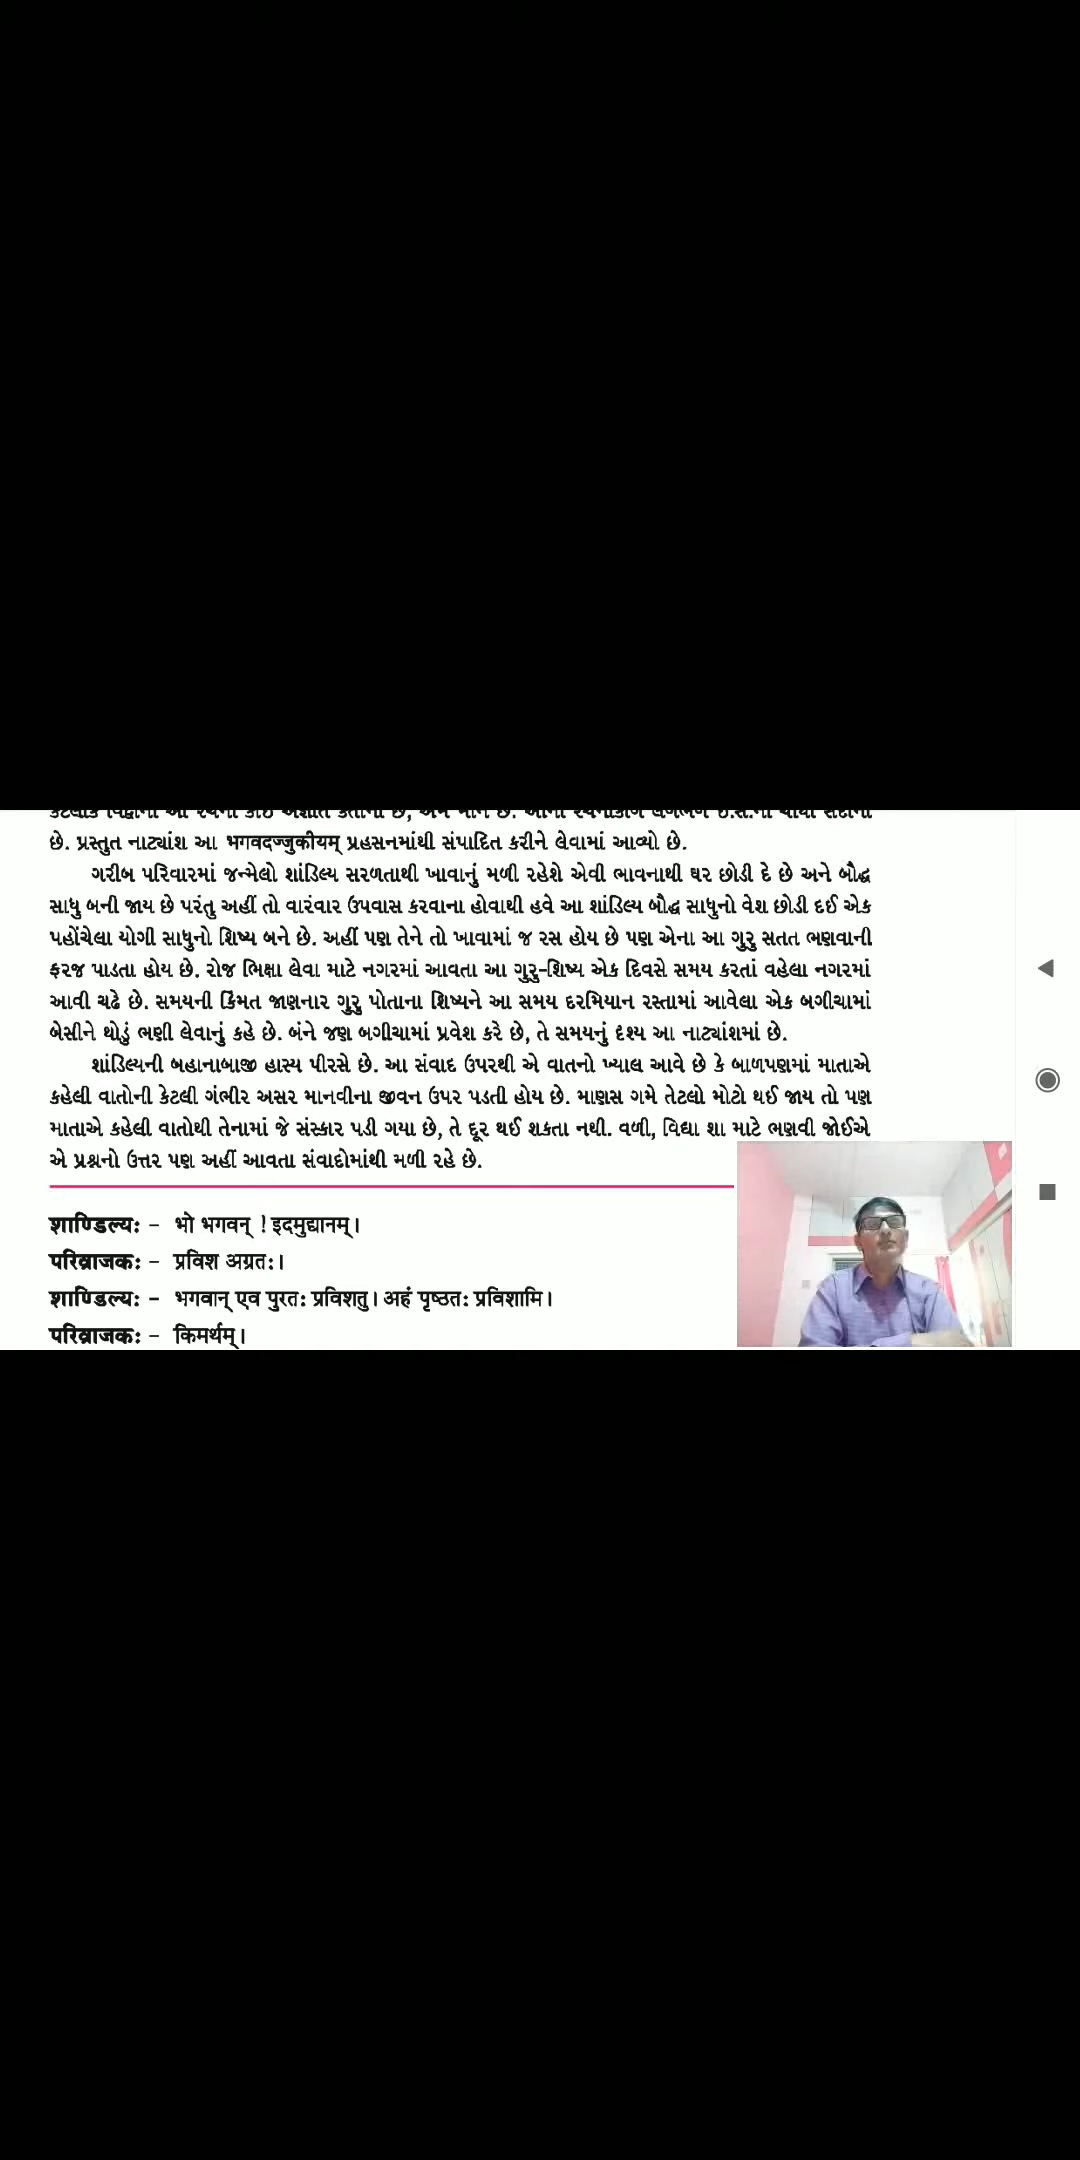 છે. પ્રસ્તુત નાટ્યાંશ આ भगवदज्जुकीयम् પ્રહસનમાંથી સંપાદિત કરીને લેવામાં આવ્યો છે.
ગરીબ પરિવારમાં જન્મેલો શાંડિલ્ય સરળતાથી ખાવાનું મળી રહેશે એવી ભાવનાથી ઘર છોડી દે છે અને બૌદ્ધ
સાધુ બની જાય છે પરંતુ અહીં તો વારંવાર ઉપવાસ કરવાના હોવાથી હવે આ શાંડિલ્ય બૌદ્ધ સાધુનો વેશ છોડી દઈ એક
પહોંચેલા યોગી સાધુનો શિષ્ય બને છે. અહીં પણ તેને તો ખાવામાં જ રસ હોય છે પણ એના આ ગુરુ સતત ભણવાની
ફરજ પાડતા હોય છે. રોજ ભિક્ષા લેવા માટે નગરમાં આવતા આ ગુરુ-શિષ્ય એક દિવસે સમય કરતાં વહેલા નગરમાં
આવી ચઢે છે. સમયની કિંમત જાણનાર ગુરુ પોતાના શિષ્યને આ સમય દરમિયાન રસ્તામાં આવેલા એક બગીચામાં
બેસીને થોડું ભણી લેવાનું કહે છે. બંને જણ બગીચામાં પ્રવેશ કરે છે, તે સમયનું દૃશ્ય આ નાટ્યાંશમાં છે.
શાંડિલ્યની બહાનાબાજી હાસ્ય પીરસે છે. આ સંવાદ ઉપરથી એ વાતનો ખ્યાલ આવે છે કે બાળપણમાં માતાએ
કહેલી વાતોની કેટલી ગંભીર અસર માનવીના જીવન ઉપર પડતી હોય છે. માણસ ગમે તેટલો મોટો થઈ જાય તો પણ
માતાએ કહેલી વાતોથી તેનામાં જે સંસ્કાર પડી ગયા છે, તે દૂર થઈ શકતા નથી. વળી, વિદ્યા શા માટે ભણવી જોઈએ
એ પ્રશ્નનો ઉત્તર પણ અહીં આવતા સંવાદોમાંથી મળી રહે છે.
शाण्डिल्यः - भो भगवन् ! इदमुद्यानम्।
परिव्राजकः - प्रविश अग्रतः।
शाण्डिल्यः - भगवान् एव पुरतः प्रविशतु। अहं पृष्ठतः प्रविशामि।
परिव्राजकः - किमर्थम्।